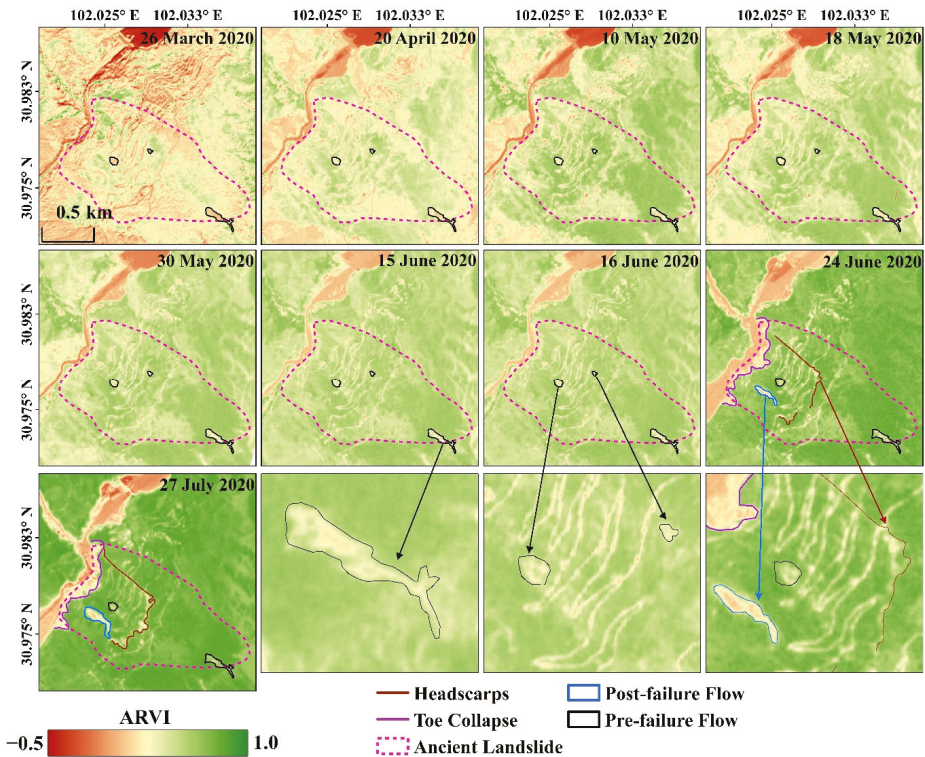 102.025° E 102.033° E 102.025° E 102.033° E 102.025° E 102.033° E 102.025° E 102.033° E
26 March 2020 20 April 2020 10 May 2020 18 May 2020
30.983° N
30.975° N
0.5 km
30 May 2020 15 June 2020 16 June 2020 24 June 2020
30.983° N
30.975° N
27 July 2020
30.983° N
30.975° N
Headscarps Post-failure Flow
ARVI
Toe Collapse Pre-failure Flow
−0.5 1.0
Ancient Landslide